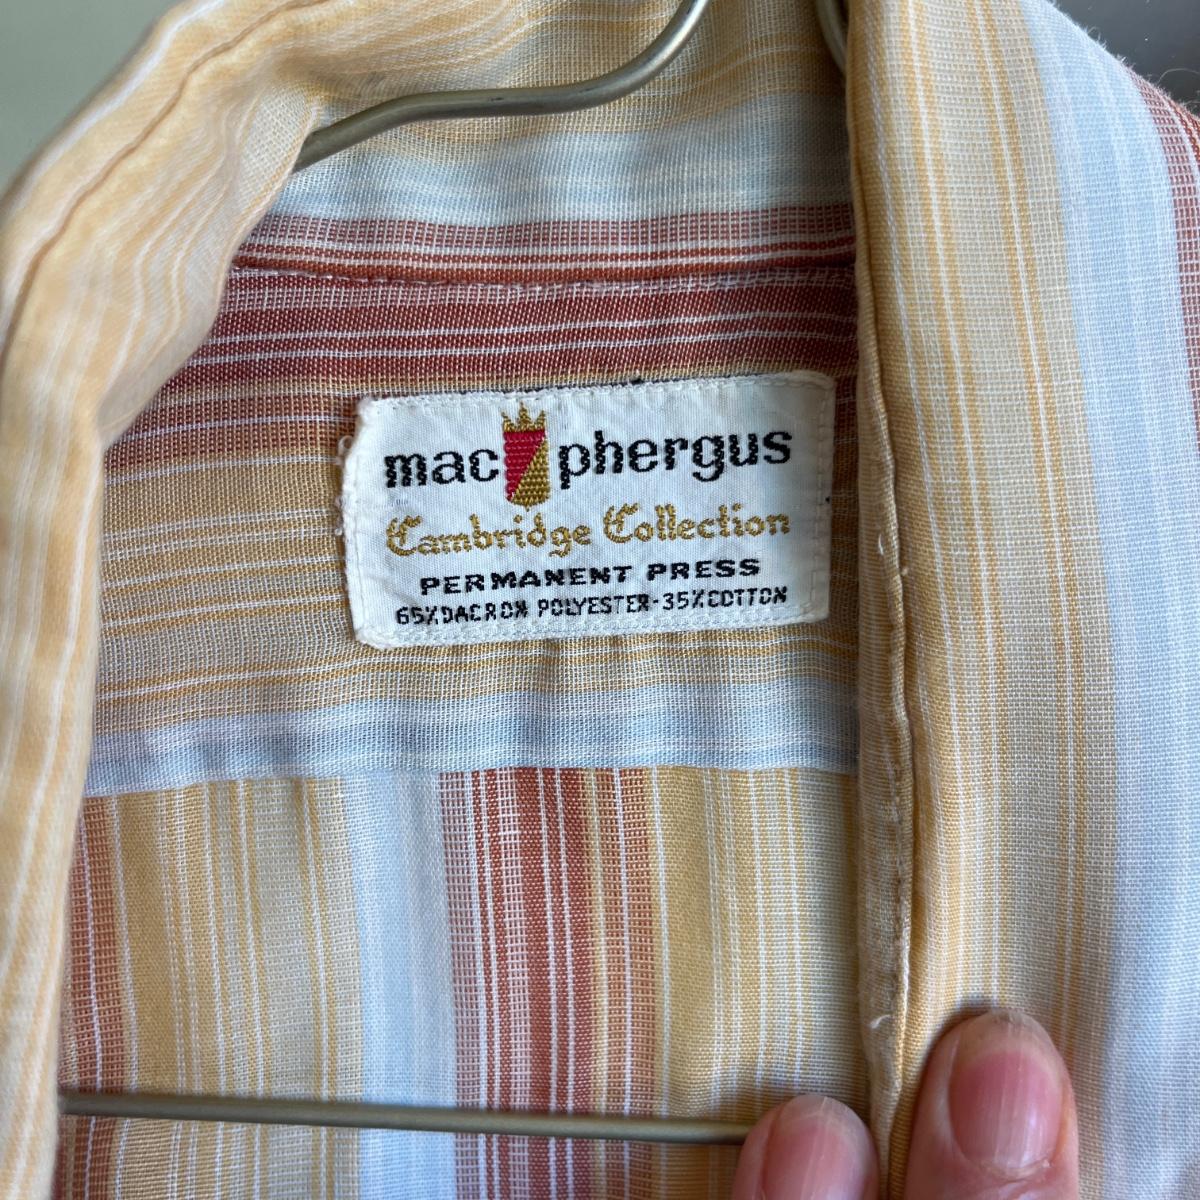 mac phergus
Cambridge Collection
PERMANENT PRESS
65% DACRON POLYESTER-35% COTTON